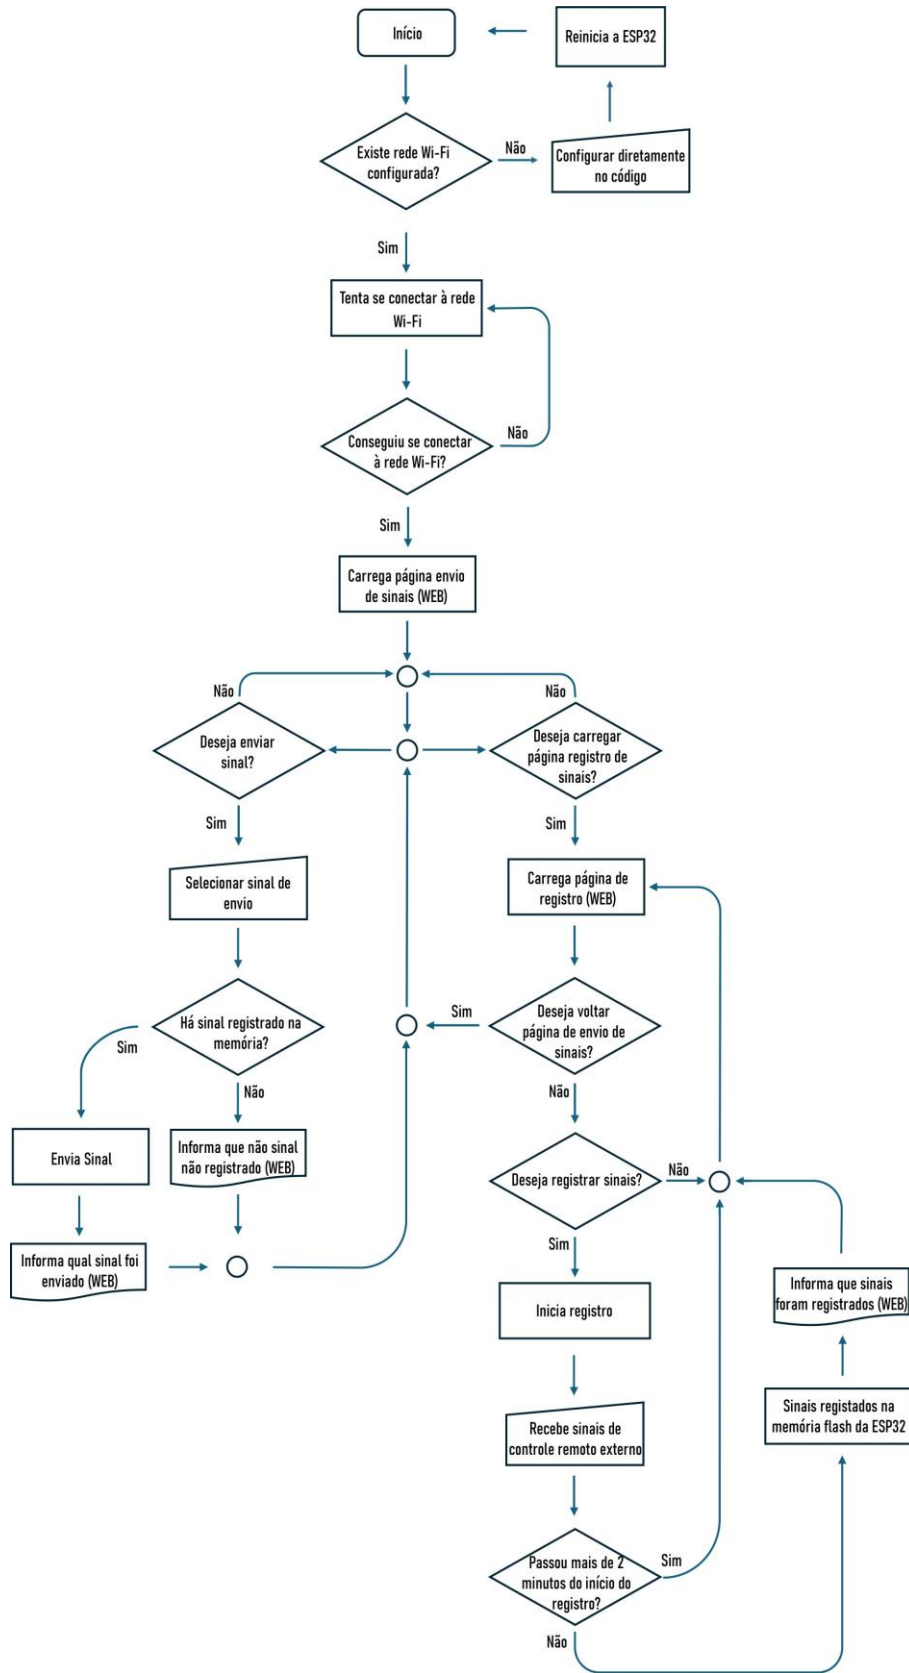 Início
Reinicia a ESP32
Existe rede Wi-Fi
configurada?
Não
Configurar diretamente
no código
Sim
Tenta se conectar à rede
Wi-Fi
Conseguiu se conectar
à rede Wi-Fi?
Não
Sim
Carrega página envio
de sinais (WEB)
Não
Não
Deseja enviar
sinal?
Deseja carregar
página registro de
sinais?
Sim
Sim
Selecionar sinal de
envio
Carrega página de
registro (WEB)
Há sinal registrado na
memória?
Sim
Deseja voltar
página de envio de
sinais?
Sim
Não
Não
Envia Sinal
Informa que não sinal
não registrado (WEB)
Deseja registrar sinais?
Não
Sim
Informa qual sinal foi
enviado (WEB)
Inicia registro
Informa que sinais
foram registrados (WEB)
Recebe sinais de
controle remoto externo
Sinais registados na
memória flash da ESP32
Passou mais de 2
minutos do início do
registro?
Sim
Não